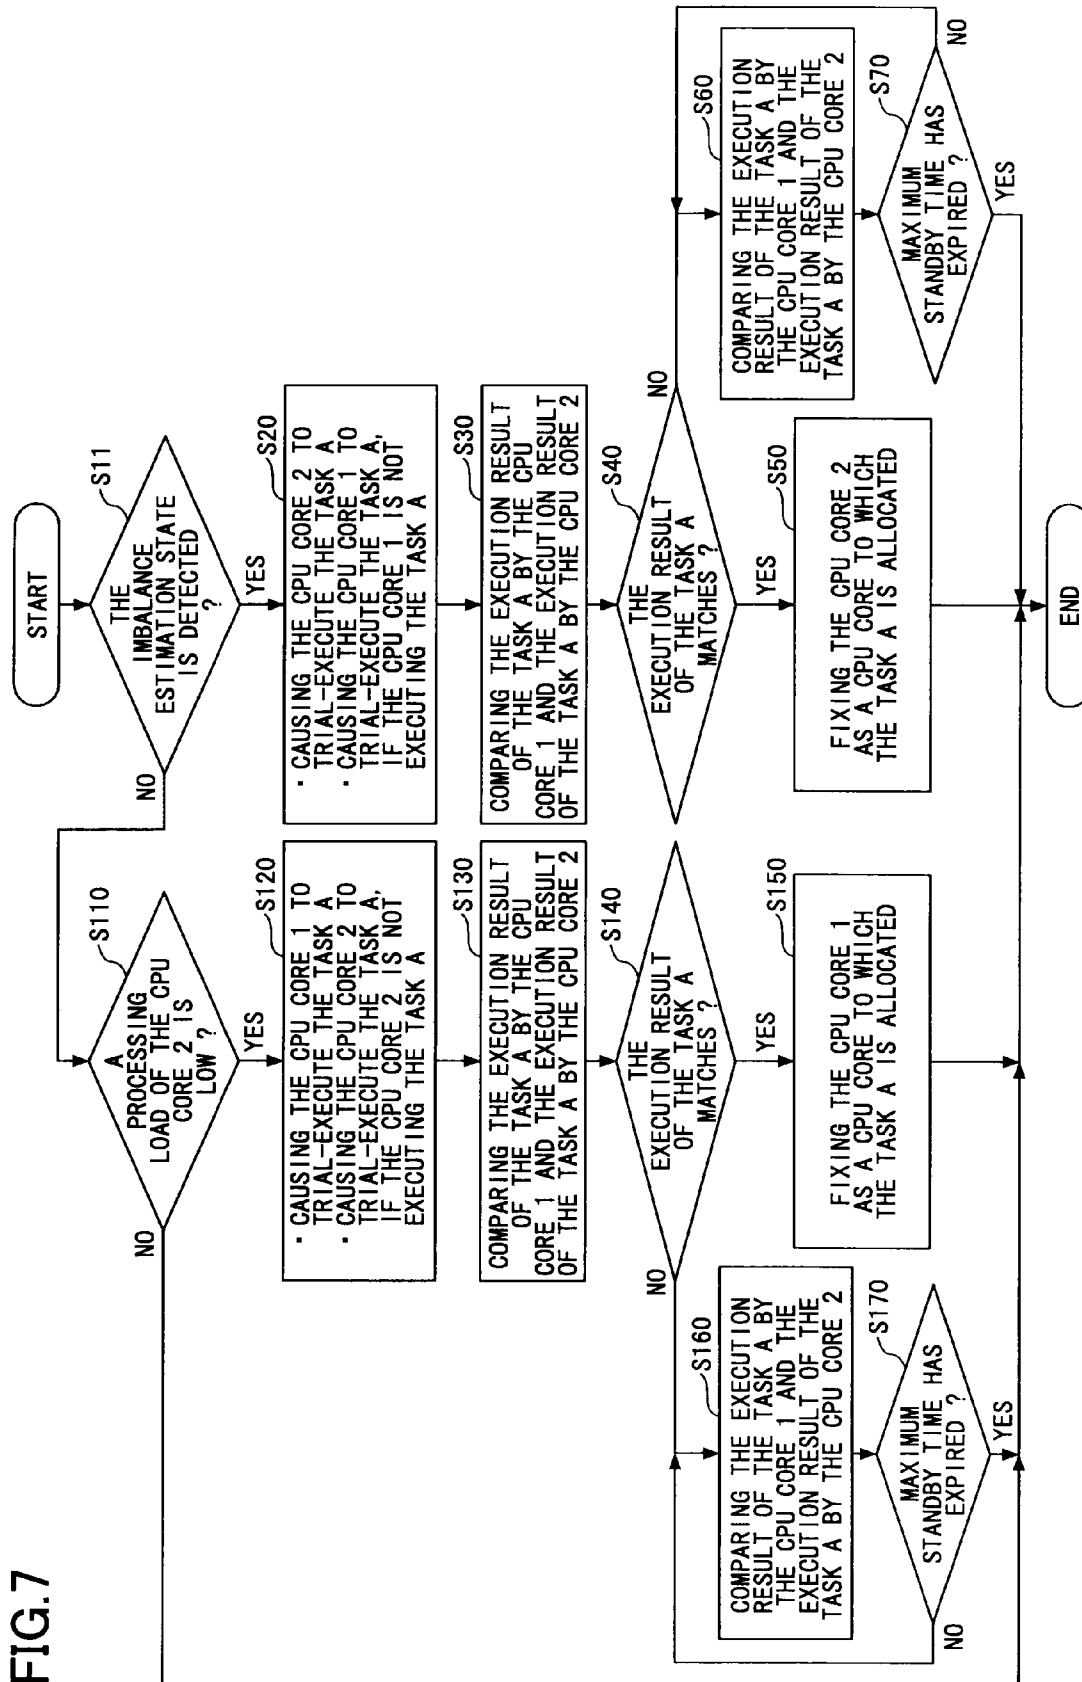 FIG.7
START
THE
IMBALANCE
ESTIMATION STATE
IS DETECTED
?
S11
YES
NO
• CAUSING THE CPU CORE 2 TO
TRIAL-EXECUTE THE TASK A
• CAUSING THE CPU CORE 1 TO
TRIAL-EXECUTE THE TASK A,
IF THE CPU CORE 1 IS NOT
EXECUTING THE TASK A
S20
COMPARING THE EXECUTION RESULT
OF THE TASK A BY THE CPU
CORE 1 AND THE EXECUTION RESULT
OF THE TASK A BY THE CPU CORE 2
S30
THE
EXECUTION RESULT
OF THE TASK A
MATCHES ?
S40
YES
NO
FIXING THE CPU CORE 2
AS A CPU CORE TO WHICH
THE TASK A IS ALLOCATED
S50
COMPARING THE EXECUTION
RESULT OF THE TASK A BY
THE CPU CORE 1 AND THE
EXECUTION RESULT OF THE
TASK A BY THE CPU CORE 2
S60
MAXIMUM
STANDBY TIME HAS
EXPIRED ?
S70
NO
YES
A
PROCESSING
LOAD OF THE CPU
CORE 2 IS
LOW ?
S110
YES
NO
• CAUSING THE CPU CORE 1 TO
TRIAL-EXECUTE THE TASK A
• CAUSING THE CPU CORE 2 TO
TRIAL-EXECUTE THE TASK A,
IF THE CPU CORE 2 IS NOT
EXECUTING THE TASK A
S120
COMPARING THE EXECUTION RESULT
OF THE TASK A BY THE CPU
CORE 1 AND THE EXECUTION RESULT
OF THE TASK A BY THE CPU CORE 2
S130
THE
EXECUTION RESULT
OF THE TASK A
MATCHES ?
S140
YES
NO
FIXING THE CPU CORE 1
AS A CPU CORE TO WHICH
THE TASK A IS ALLOCATED
S150
COMPARING THE EXECUTION
RESULT OF THE TASK A BY
THE CPU CORE 1 AND THE
EXECUTION RESULT OF THE
TASK A BY THE CPU CORE 2
S160
MAXIMUM
STANDBY TIME HAS
EXPIRED ?
S170
NO
YES
END